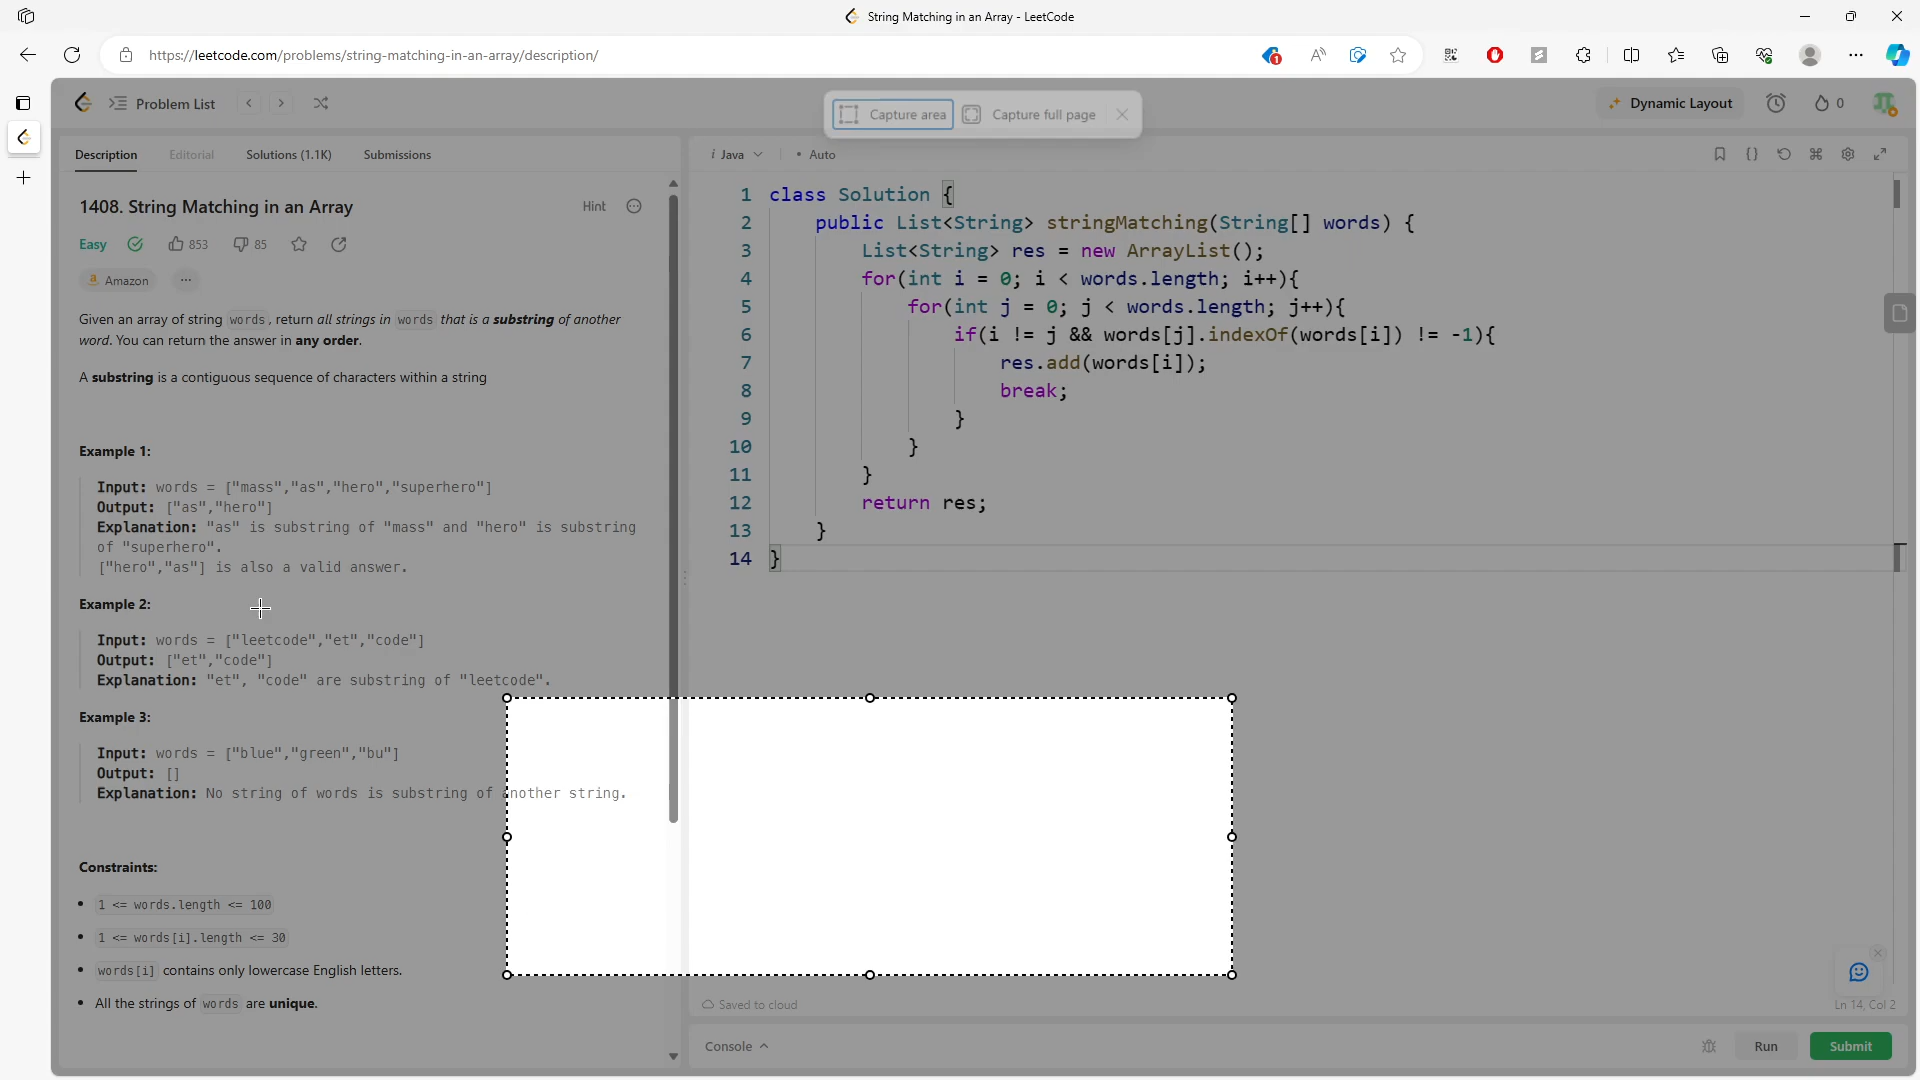 String Matching in an Array - LeetCode
https://leetcode.com/problems/string-matching-in-an-array/description/
1
Problem List
Capture area
Capture full page
Dynamic Layout
0
Description
Editorial
Solutions (1.1K)
Submissions
1408. String Matching in an Array
Hint
Easy
853
85
Amazon
Given an array of string words, return all strings in words that is a substring of another
word. You can return the answer in any order.
A substring is a contiguous sequence of characters within a string
Example 1:
Input: words = ["mass","as","hero","superhero"]
Output: ["as","hero"]
Explanation: "as" is substring of "mass" and "hero" is substring
of "superhero".
["hero","as"] is also a valid answer.
Example 2:
Input: words = ["leetcode","et","code"]
Output: ["et","code"]
Explanation: "et", "code" are substring of "leetcode".
Example 3:
Input: words = ["blue","green","bu"]
Output: []
Explanation: No string of words is substring of another string.
Constraints:
• 1 <= words.length <= 100
• 1 <= words[i].length <= 30
• words[i] contains only lowercase English letters.
• All the strings of words are unique.
i Java
• Auto
1 class Solution {
2 public List<String> stringMatching(String[] words) {
3 List<String> res = new ArrayList();
4 for(int i = 0; i < words.length; i++){
5 for(int j = 0; j < words.length; j++){
6 if(i != j && words[j].indexOf(words[i]) != -1){
7 res.add(words[i]);
8 break;
9 }
10 }
11 }
12 return res;
13 }
14 }
Saved to cloud
Ln 14, Col 2
Console
Run
Submit